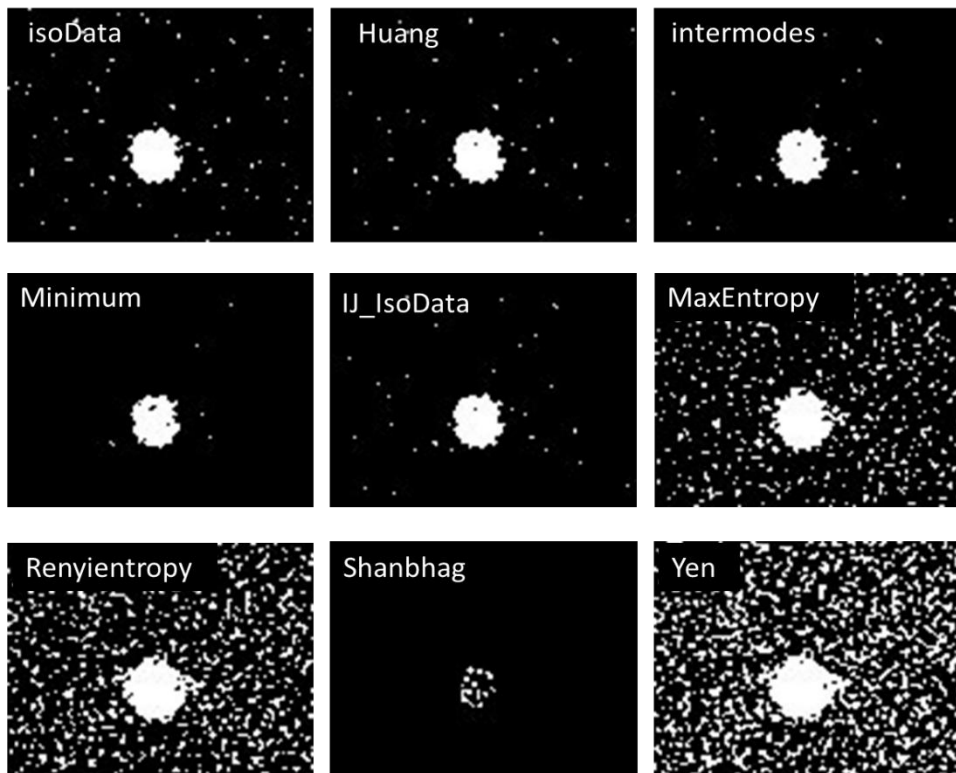 isoData
Huang
intermodes
Minimum
IJ_IsoData
MaxEntropy
Renyientropy
Shanbhag
Yen